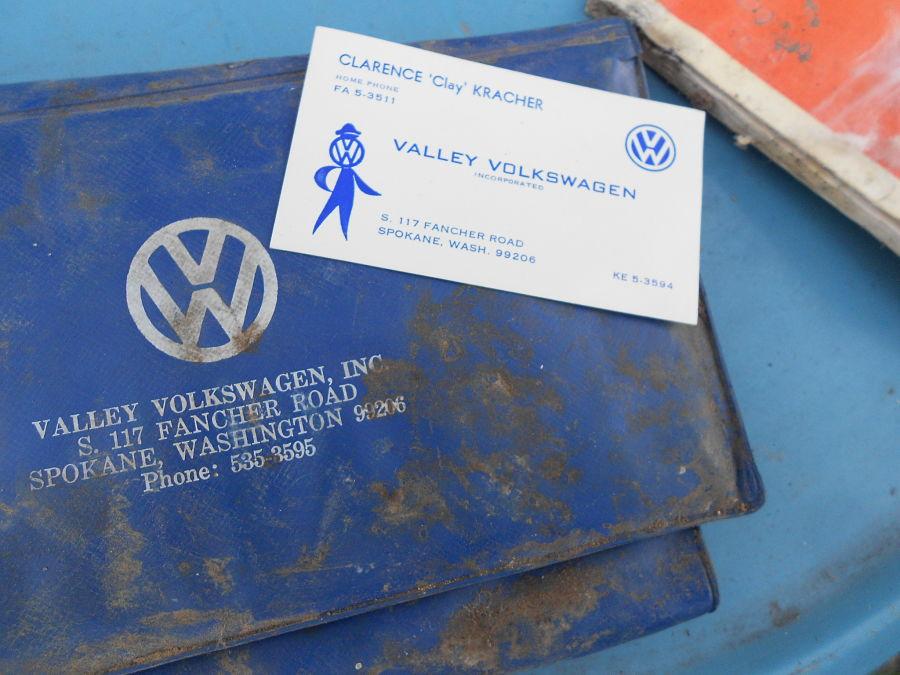 CLARENCE 'Clay' KRACHER
HOME PHONE
FA 5-3511
VALLEY VOLKSWAGEN
INCORPORATED
S. 117 FANCHER ROAD
SPOKANE, WASH. 99206
KE 5-3594
VALLEY VOLKSWAGEN, INC
S. 117 FANCHER ROAD
SPOKANE, WASHINGTON 99206
Phone: 535-3595